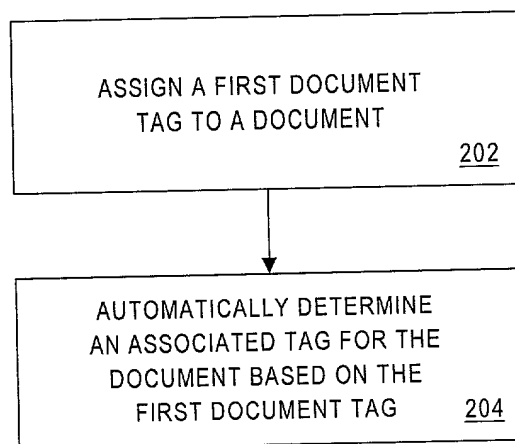 ASSIGN A FIRST DOCUMENT
TAG TO A DOCUMENT
202
AUTOMATICALLY DETERMINE
AN ASSOCIATED TAG FOR THE
DOCUMENT BASED ON THE
FIRST DOCUMENT TAG 204